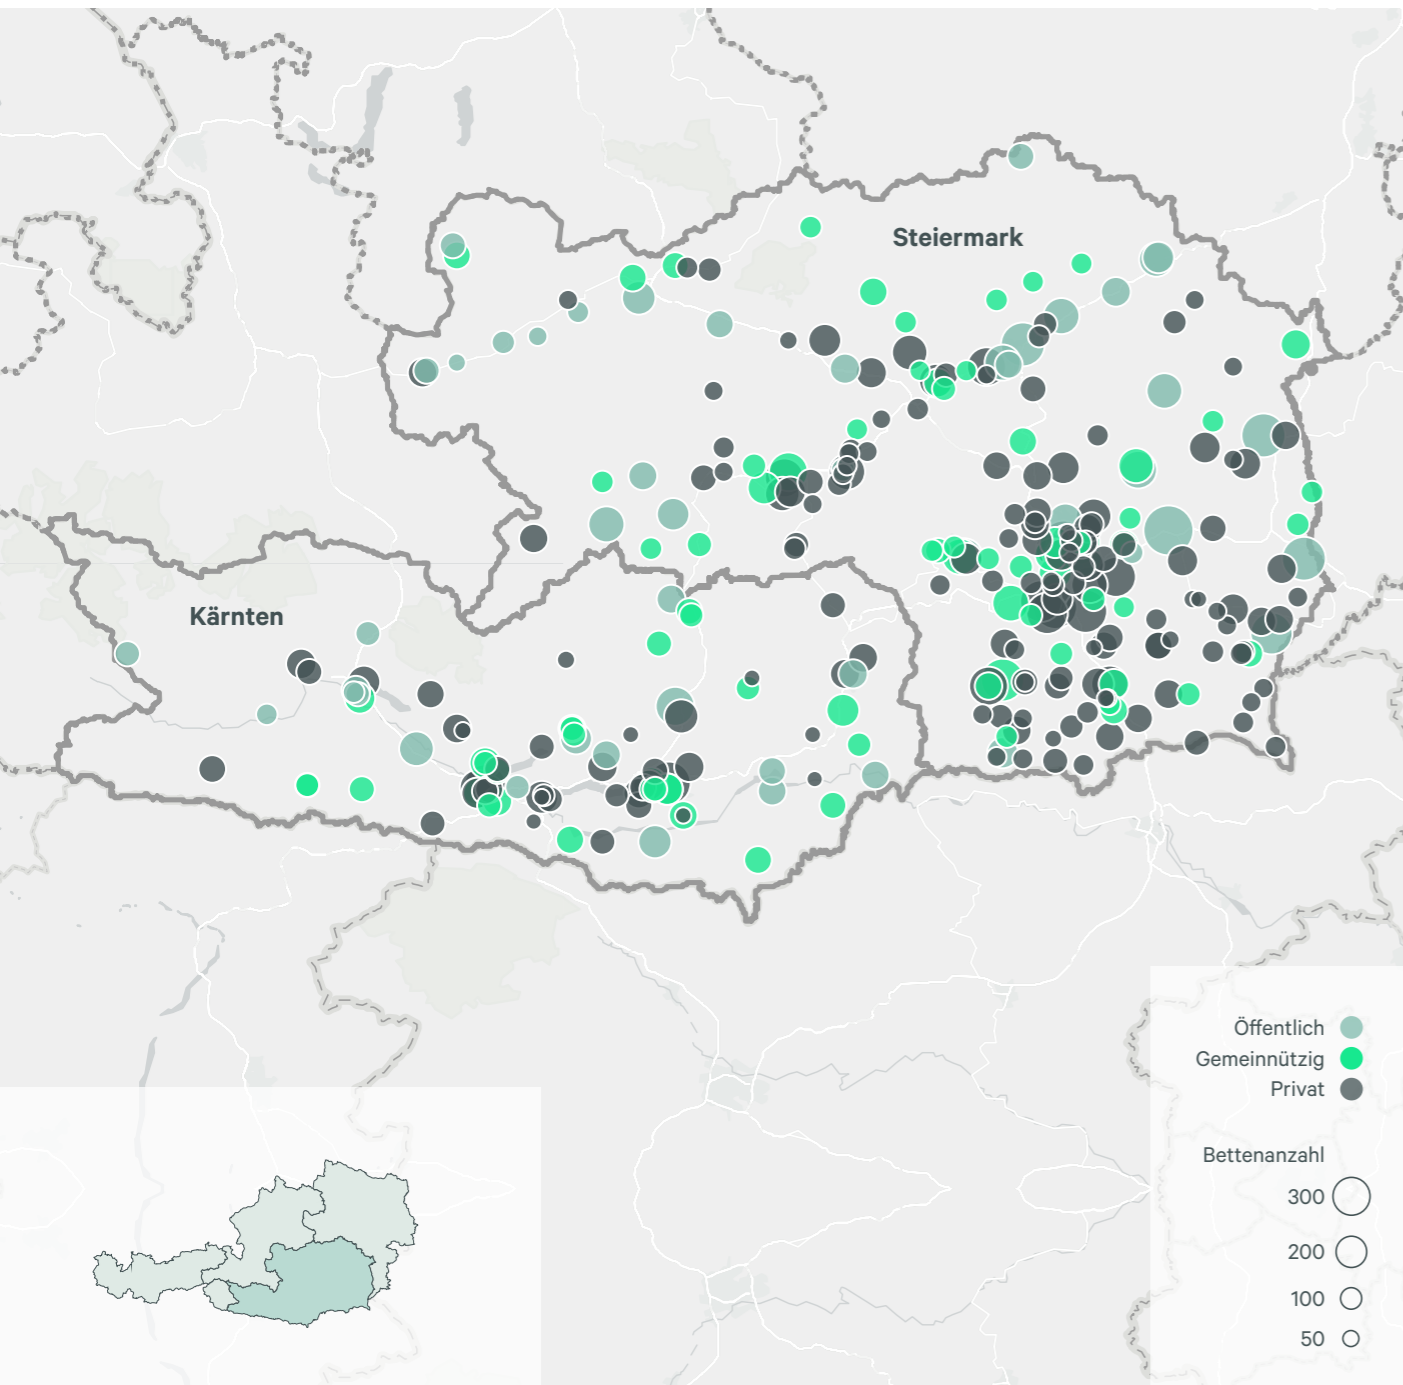 Steiermark
Kärnten
Öffentlich
Gemeinnützig
Privat
Bettenanzahl
300
200
100
50